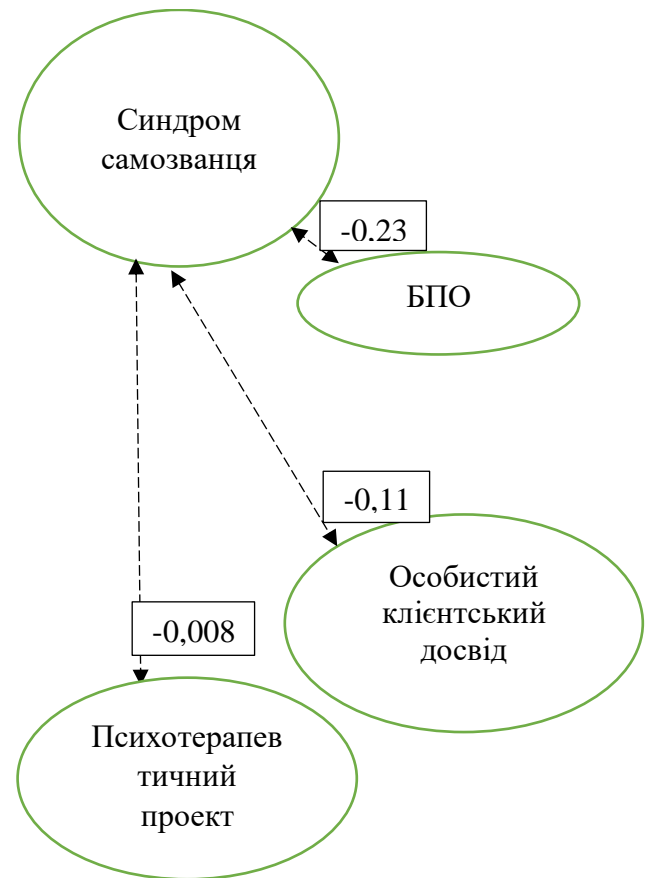 Синдром
самозванця
-0,23
БПО
-0,11
Особистий
клієнтський
досвід
-0,008
Психотерапев
тичний
проект